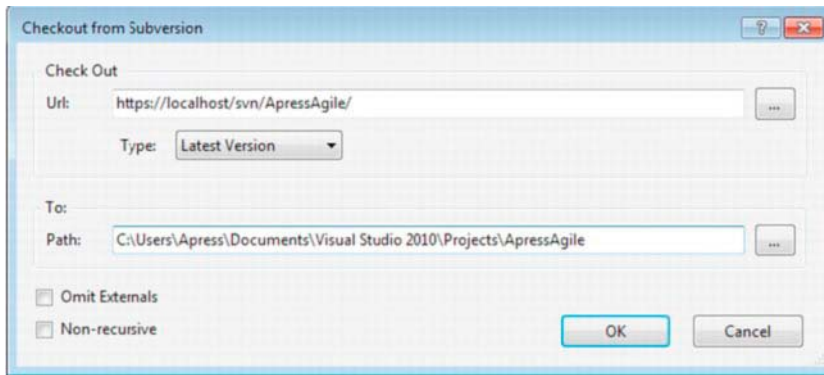 Checkout from Subversion
Check Out
Url: https://localhost/svn/ApressAgile/ ...
Type: Latest Version
To:
Path: C:\Users\Apress\Documents\Visual Studio 2010\Projects\ApressAgile ...
Omit Externals
Non-recursive
OK Cancel